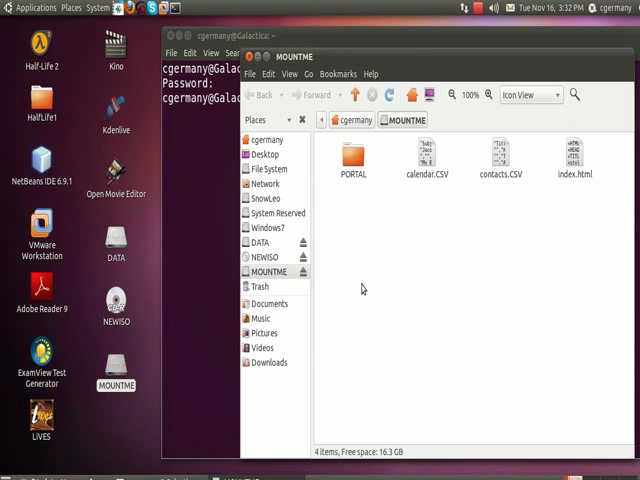 Applications Places System
Tue Nov 16, 3:32 PM cgermany
Half-Life 2
HalfLife1
NetBeans IDE 6.9.1
VMware
Workstation
Adobe Reader 9
ExamView Test
Generator
LiVES
Kino
Kdenlive
Open Movie Editor
DATA
CD-R
NEWISO
MOUNTME
cgermany@Galactica: ~
File Edit View Sear
cgermany@Galac
Password:
cgermany@Galac
MOUNTME
File Edit View Go Bookmarks Help
Back Forward 100% Icon View
Places cgermany MOUNTME
cgermany
Desktop
File System
Network
SnowLeo
System Reserved
Windows7
DATA
NEWISO
MOUNTME
Trash
Documents
Music
Pictures
Videos
Downloads
PORTAL
calendar.CSV
contacts.CSV
index.html
4 items, Free space: 16.3 GB